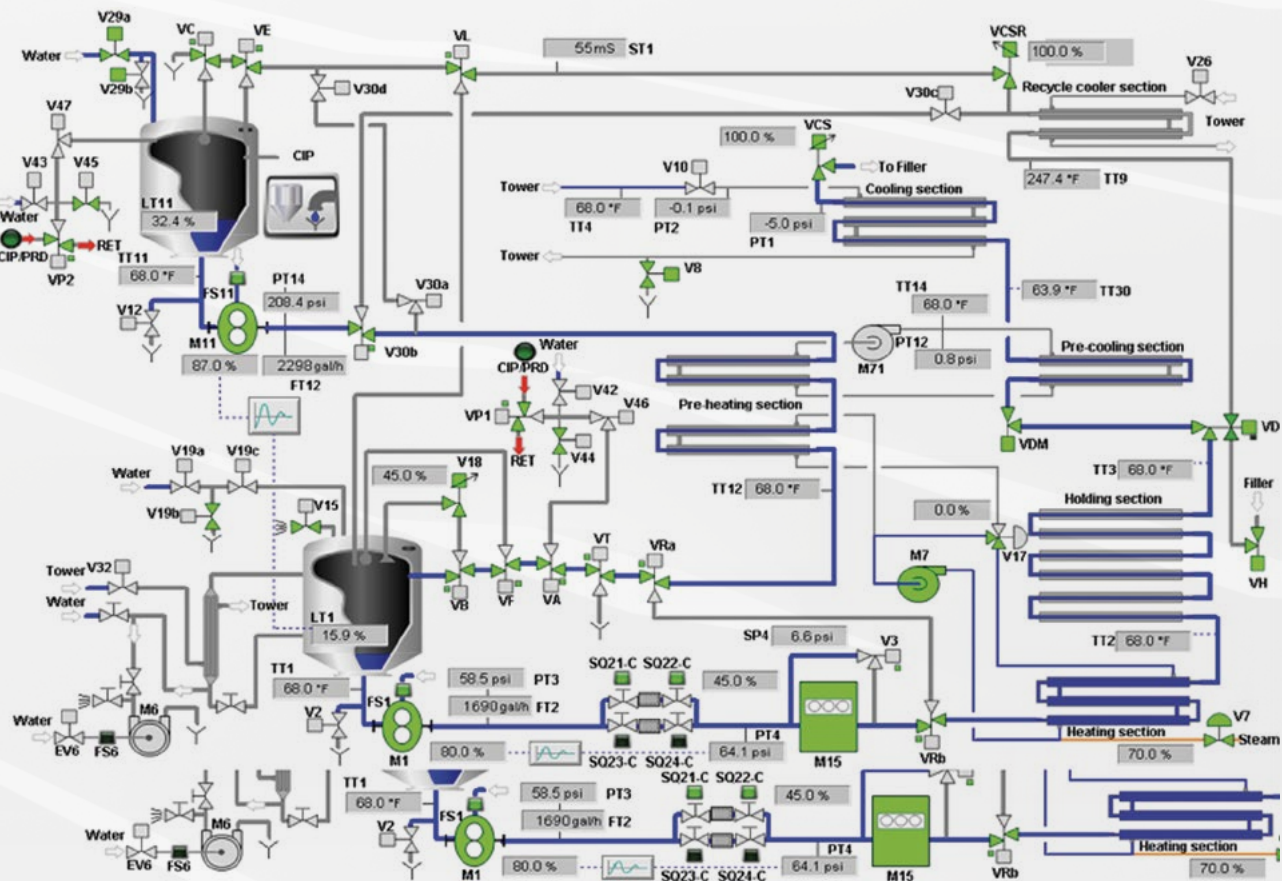 V29a
VC
VE
VL
55mS ST1
VCSR
100.0 %
V26
Water
V29b
V30d
V30c
Recycle cooler section
Tower
V47
100.0 %
VCS
To Filler
V43
V45
CIP
V10
Tower
Cooling section
247.4 °F
TT9
LT11
32.4 %
68.0 °F
TT4
-0.1 psi
PT2
-5.0 psi
PT1
Water
CIP/PRD
RET
VP2
TT11
68.0 °F
FS11
PT14
208.4 psi
V30a
Tower
V8
TT14
68.0 °F
63.9 °F
TT30
V12
M11
87.0 %
2298 gal/h
FT12
V30b
Water
CIP/PRD
V42
V46
VP1
RET
V44
M71
PT12
0.8 psi
Pre-cooling section
Pre-heating section
VDM
VD
V19a
V19c
Water
V19b
45.0 %
V18
TT12
68.0 °F
TT3
68.0 °F
Filler
V15
0.0 %
Holding section
VT
VRa
M7
V17
VH
Tower
V32
Water
Tower
LT1
15.9 %
VB
VF
VA
SP4
6.6 psi
V3
TT2
68.0 °F
TT1
68.0 °F
FS1
58.5 psi
PT3
1690 gal/h
FT2
SQ21-C
SQ22-C
45.0 %
V7
Steam
Water
EV6
FS6
M6
V2
M1
80.0 %
SQ23-C
SQ24-C
PT4
64.1 psi
M15
VRb
Heating section
70.0 %
TT1
68.0 °F
FS1
58.5 psi
PT3
1690 gal/h
FT2
SQ21-C
SQ22-C
45.0 %
Water
EV6
FS6
M6
V2
M1
80.0 %
SQ23-C
SQ24-C
PT4
64.1 psi
M15
VRb
Heating section
70.0 %